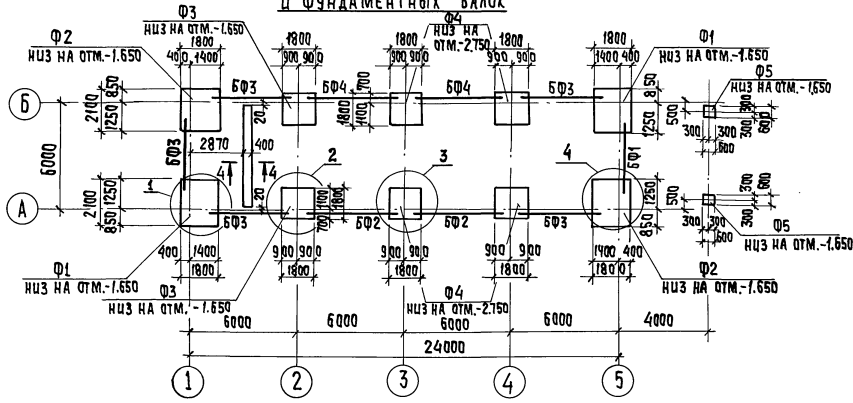 И ФУНДАМЕНТНЫХ БАЛОК
Ф2
НИЗ НА ОТМ.-1.650
Ф3
НИЗ НА ОТМ.-1.650
Ф4
НИЗ НА ОТМ.
-2.750
Ф1
НИЗ НА ОТМ.-1.650
Ф5
НИЗ НА ОТМ.-1,650
1800 1800 1800 1800 1800
400 1400 900 900 900 900 900 900 1400 400
Б
БФ3 БФ4 БФ4 БФ3
850
2100
1250
20
700
1800
1100
850
1250
500
300
300
600
300 300
600
6000
БФ3
2870 400
4 4
БФ1
1 2 3 4
А
2100
1250
850
20
1100
1800
700
1250
850
500
300
300
600
БФ3 БФ2 БФ2 БФ3
300 300
600
Ф5
НИЗ НА ОТМ.-1.650
400 1400 900 900 900 900 900 900 1400 400
1800 1800 1800 1800 1800
Ф1
НИЗ НА ОТМ.-1.650
Ф3
НИЗ НА ОТМ.-1.650
Ф4
НИЗ НА ОТМ.-2.750
Ф2
НИЗ НА ОТМ.-1.650
6000 6000 6000 6000 4000
24000
1 2 3 4 5